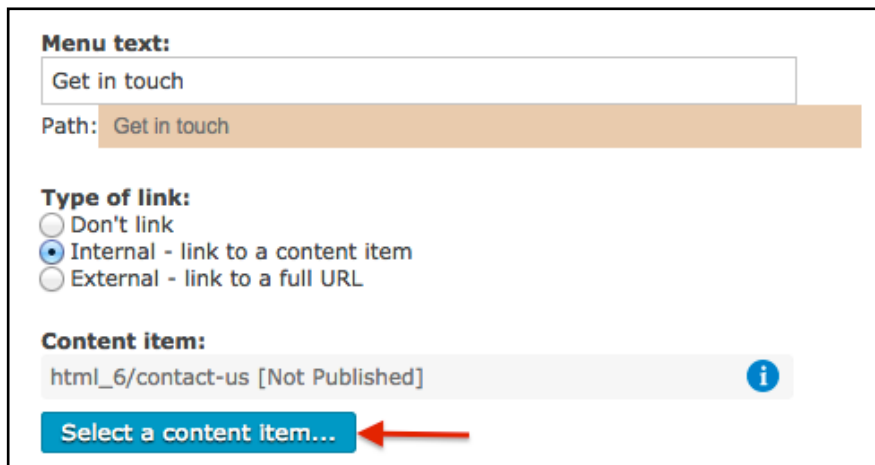 Menu text:
Get in touch
Path: Get in touch
Type of link:
Don't link
Internal - link to a content item
External - link to a full URL
Content item:
html_6/contact-us [Not Published]
i
Select a content item...